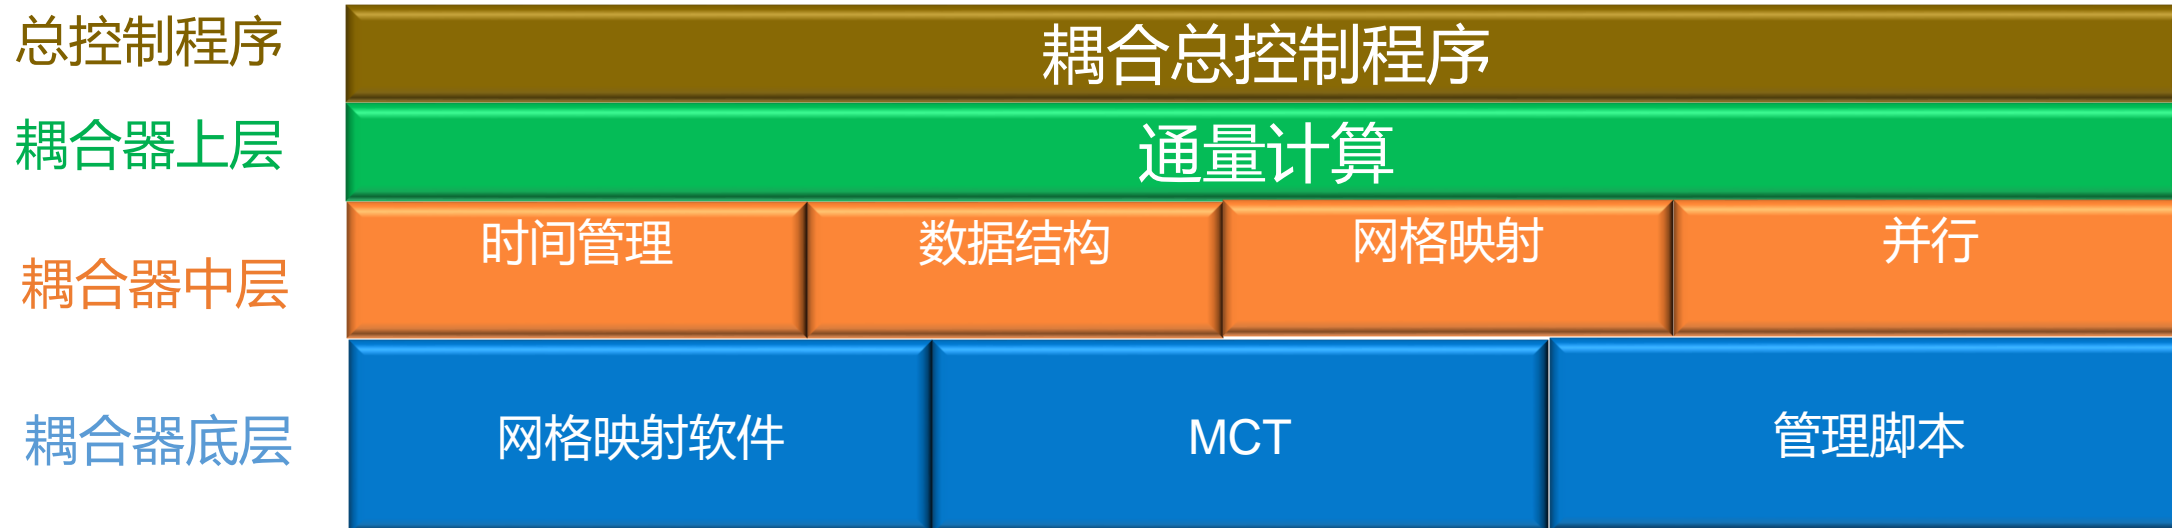 总控制程序
耦合总控制程序
耦合器上层
通量计算
耦合器中层
时间管理
数据结构
网格映射
并行
耦合器底层
网格映射软件
MCT
管理脚本